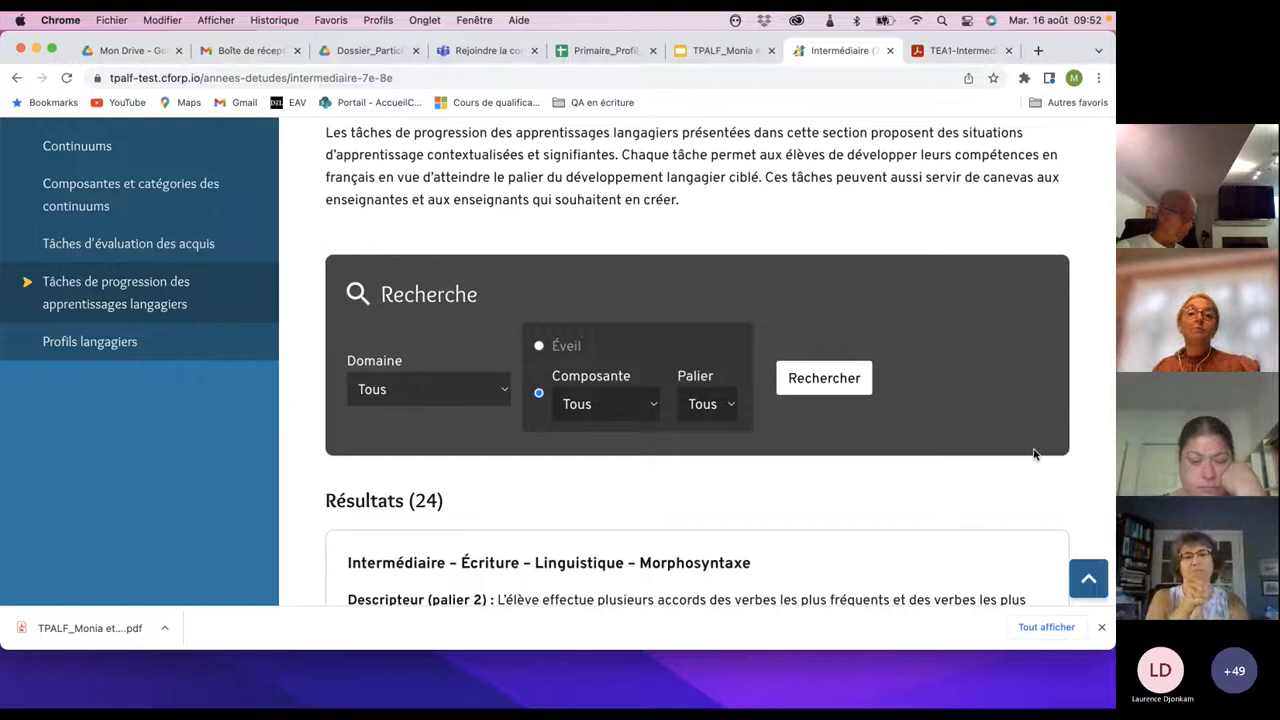 Chrome Fichier Modifier Afficher Historique Favoris Profils Onglet Fenêtre Aide Mar. 16 août 09:52
Mon Drive - Go Boîte de récep Dossier_Partic Rejoindre la co Primaire_Profil_ TPALF_Monia e Intermédiaire ( TEA1-Intermed
tpalf-test.cforp.io/annees-detudes/intermediaire-7e-8e M
Bookmarks YouTube Maps Gmail D2L EAV Portail - AccueilC... Cours de qualifica... QA en écriture Autres favoris
Continuums
Composantes et catégories des
continuums
Tâches d'évaluation des acquis
Tâches de progression des
apprentissages langagiers
Profils langagiers
Les tâches de progression des apprentissages langagiers présentées dans cette section proposent des situations
d'apprentissage contextualisées et signifiantes. Chaque tâche permet aux élèves de développer leurs compétences en
français en vue d'atteindre le palier du développement langagier ciblé. Ces tâches peuvent aussi servir de canevas aux
enseignantes et aux enseignants qui souhaitent en créer.
Recherche
Éveil
Domaine
Composante Palier
Tous
Tous Tous
Rechercher
Résultats (24)
Intermédiaire – Écriture – Linguistique – Morphosyntaxe
Descripteur (palier 2) : L'élève effectue plusieurs accords des verbes les plus fréquents et des verbes les plus
TPALF_Monia et....pdf
Tout afficher
LD
Laurence Djonkam
+49